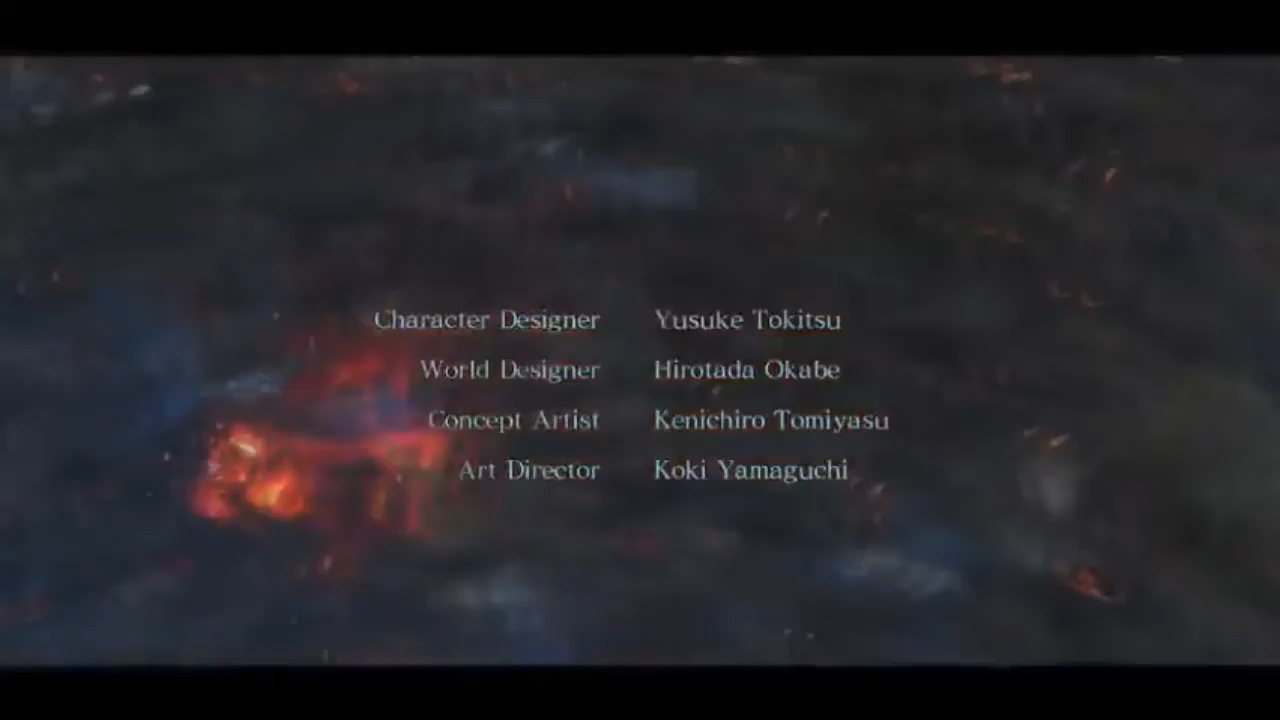 Character Designer Yusuke Tokitsu
World Designer Hirotada Okabe
Concept Artist Kenichiro Tomiyasu
Art Director Koki Yamaguchi